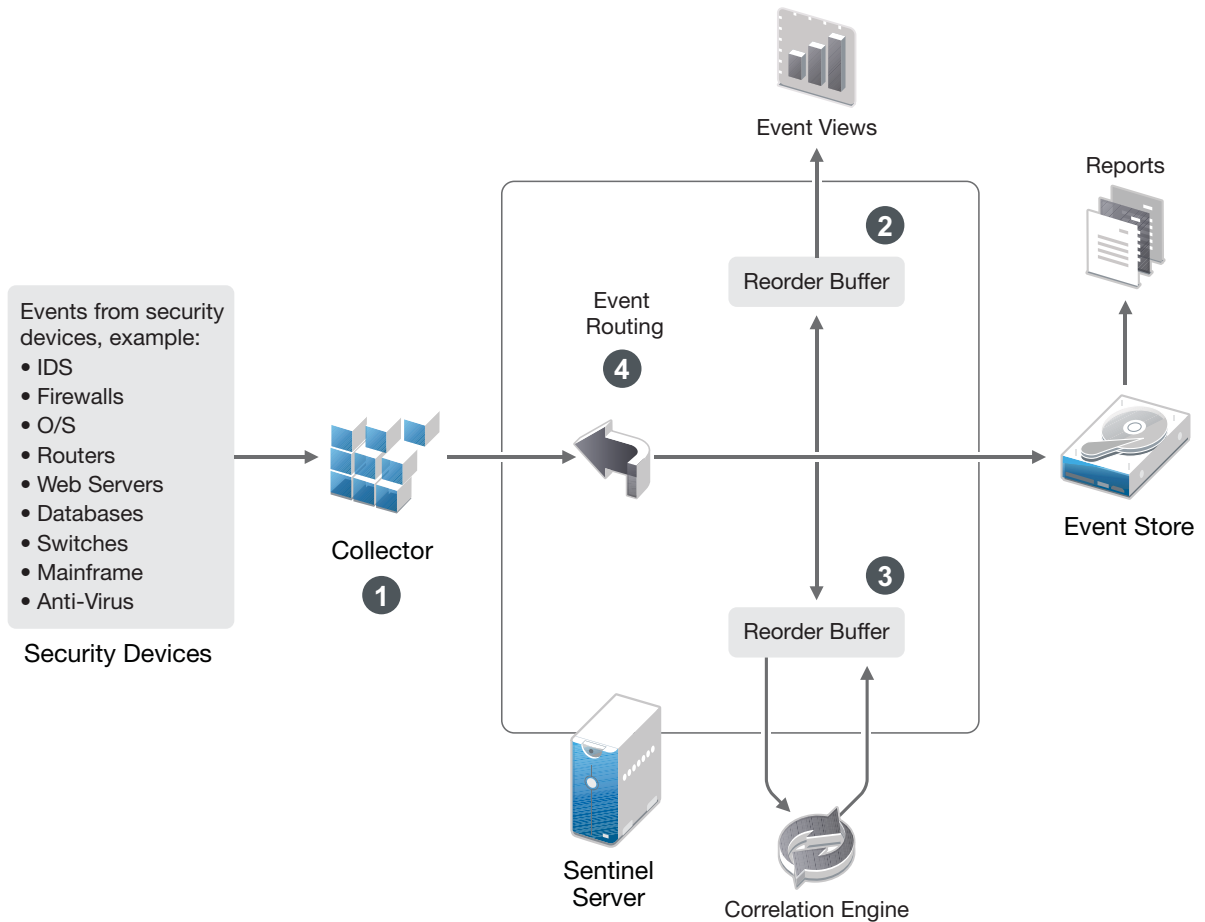 Event Views
Reports
2
Reorder Buffer
Event
Routing
4
Events from security
devices, example:
• IDS
• Firewalls
• O/S
• Routers
• Web Servers
• Databases
• Switches
• Mainframe
• Anti-Virus
Security Devices
Collector
1
Event Store
3
Reorder Buffer
Sentinel
Server
Correlation Engine